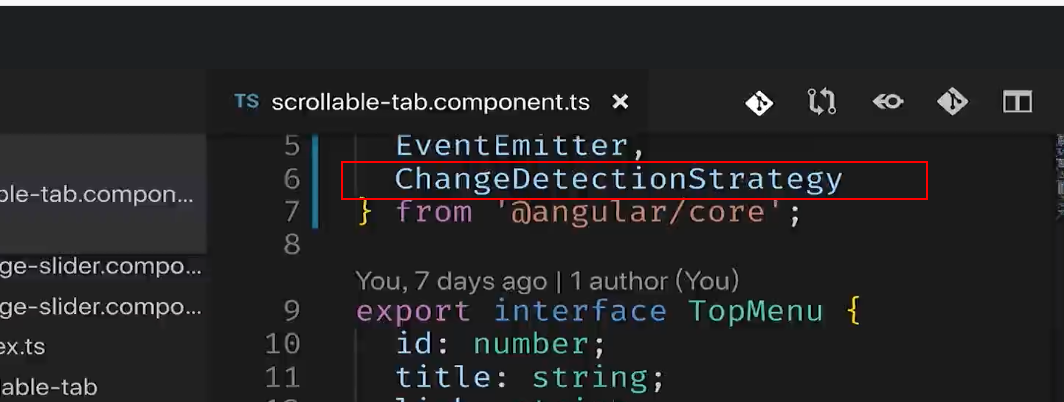 TS scrollable-tab.component.ts ×
ble-tab.compon...
ge-slider.compo...
ge-slider.compo...
ex.ts
able-tab
5 EventEmitter,
6 ChangeDetectionStrategy
7 } from '@angular/core';
8
You, 7 days ago | 1 author (You)
9 export interface TopMenu {
10 id: number;
11 title: string;